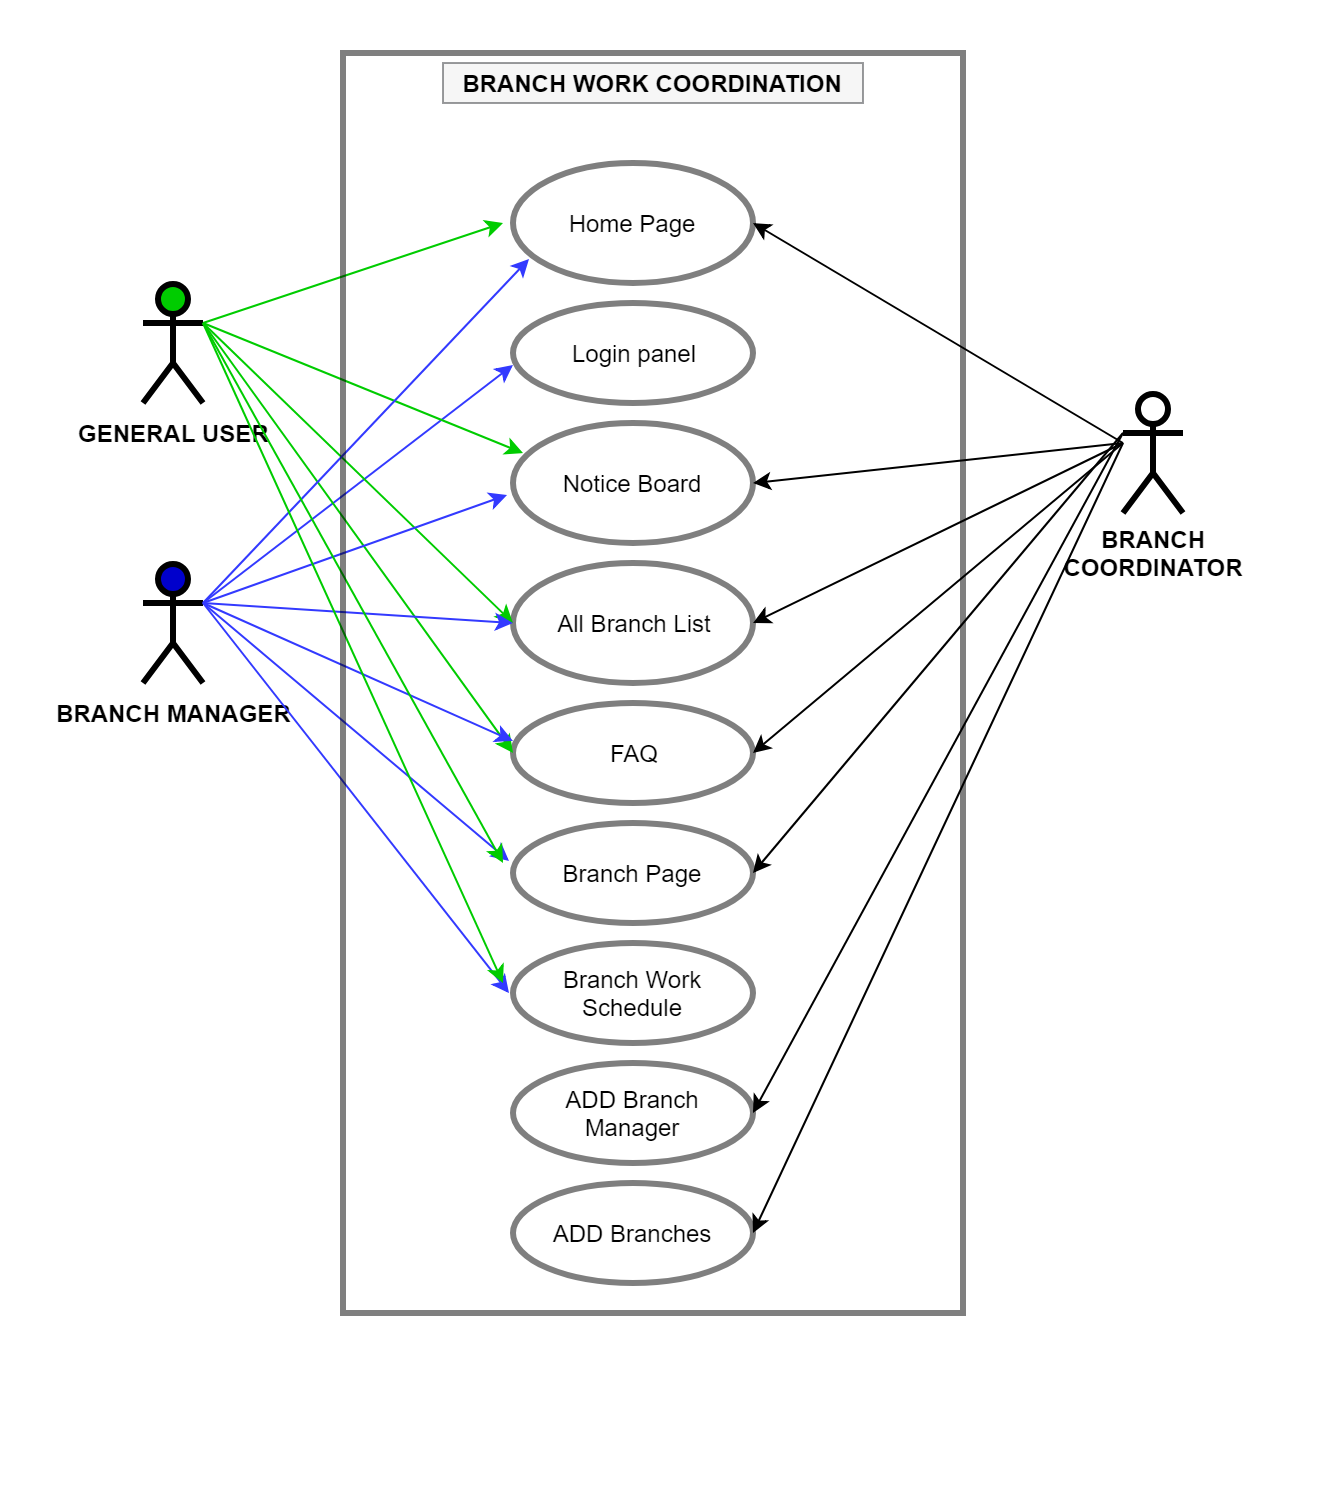 BRANCH WORK COORDINATION
Home Page
Login panel
GENERAL USER
Notice Board
BRANCH
COORDINATOR
All Branch List
BRANCH MANAGER
FAQ
Branch Page
Branch Work
Schedule
ADD Branch
Manager
ADD Branches